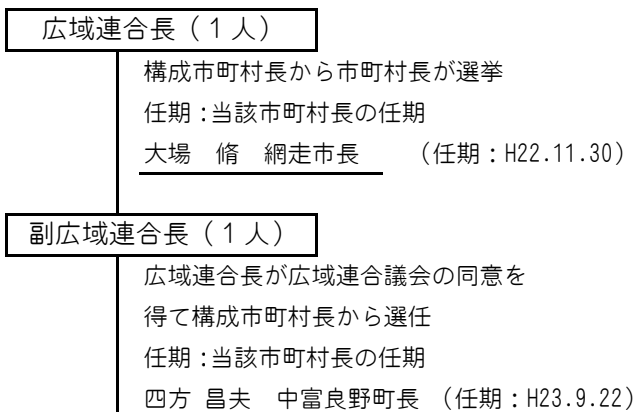 広域連合長（１人）
構成市町村長から市町村長が選挙
任期：当該市町村長の任期
大場　脩　網走市長　（任期：H22.11.30）
副広域連合長（１人）
広域連合長が広域連合議会の同意を
得て構成市町村長から選任
任期：当該市町村長の任期
四方 昌夫　中富良野町長 （任期：H23.9.22）